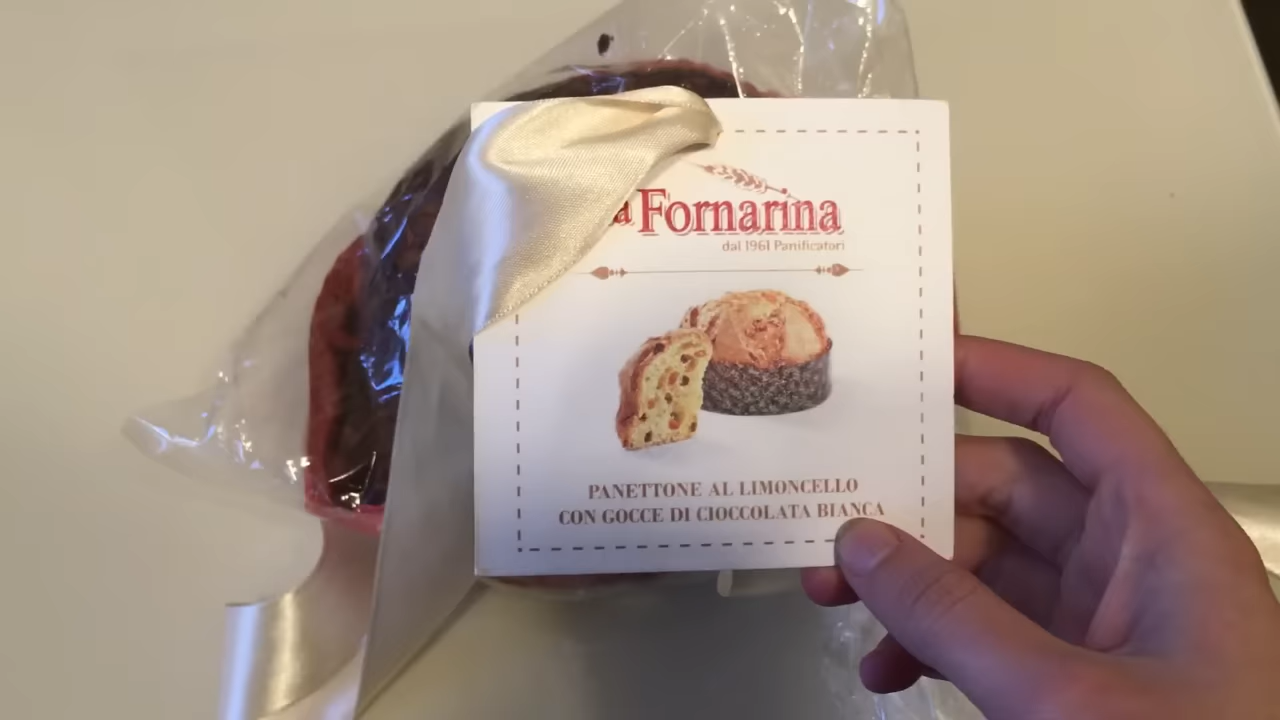 a Fornarina
dal 1961 Panificatori
PANETTONE AL LIMONCELLO
CON GOCCE DI CIOCCOLATA BIANCA